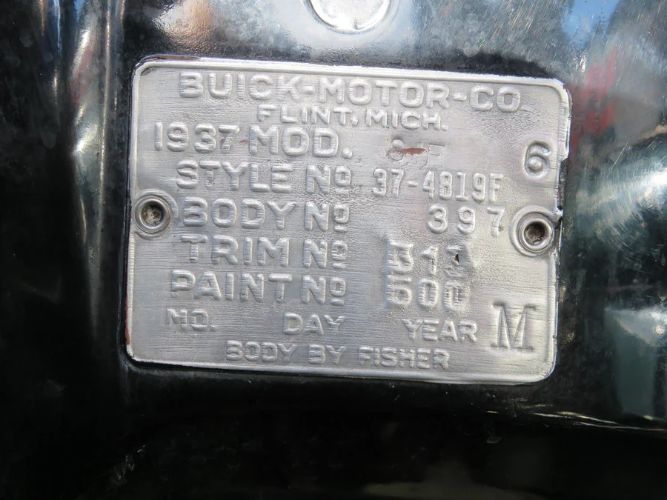 BUICK-MOTOR-CO
FLINT, MICH.
1937 MOD.
6
STYLE Nº 37-4819F
BODY Nº 397
TRIM Nº
PAINT Nº 500
MO. DAY YEAR M
BODY BY FISHER